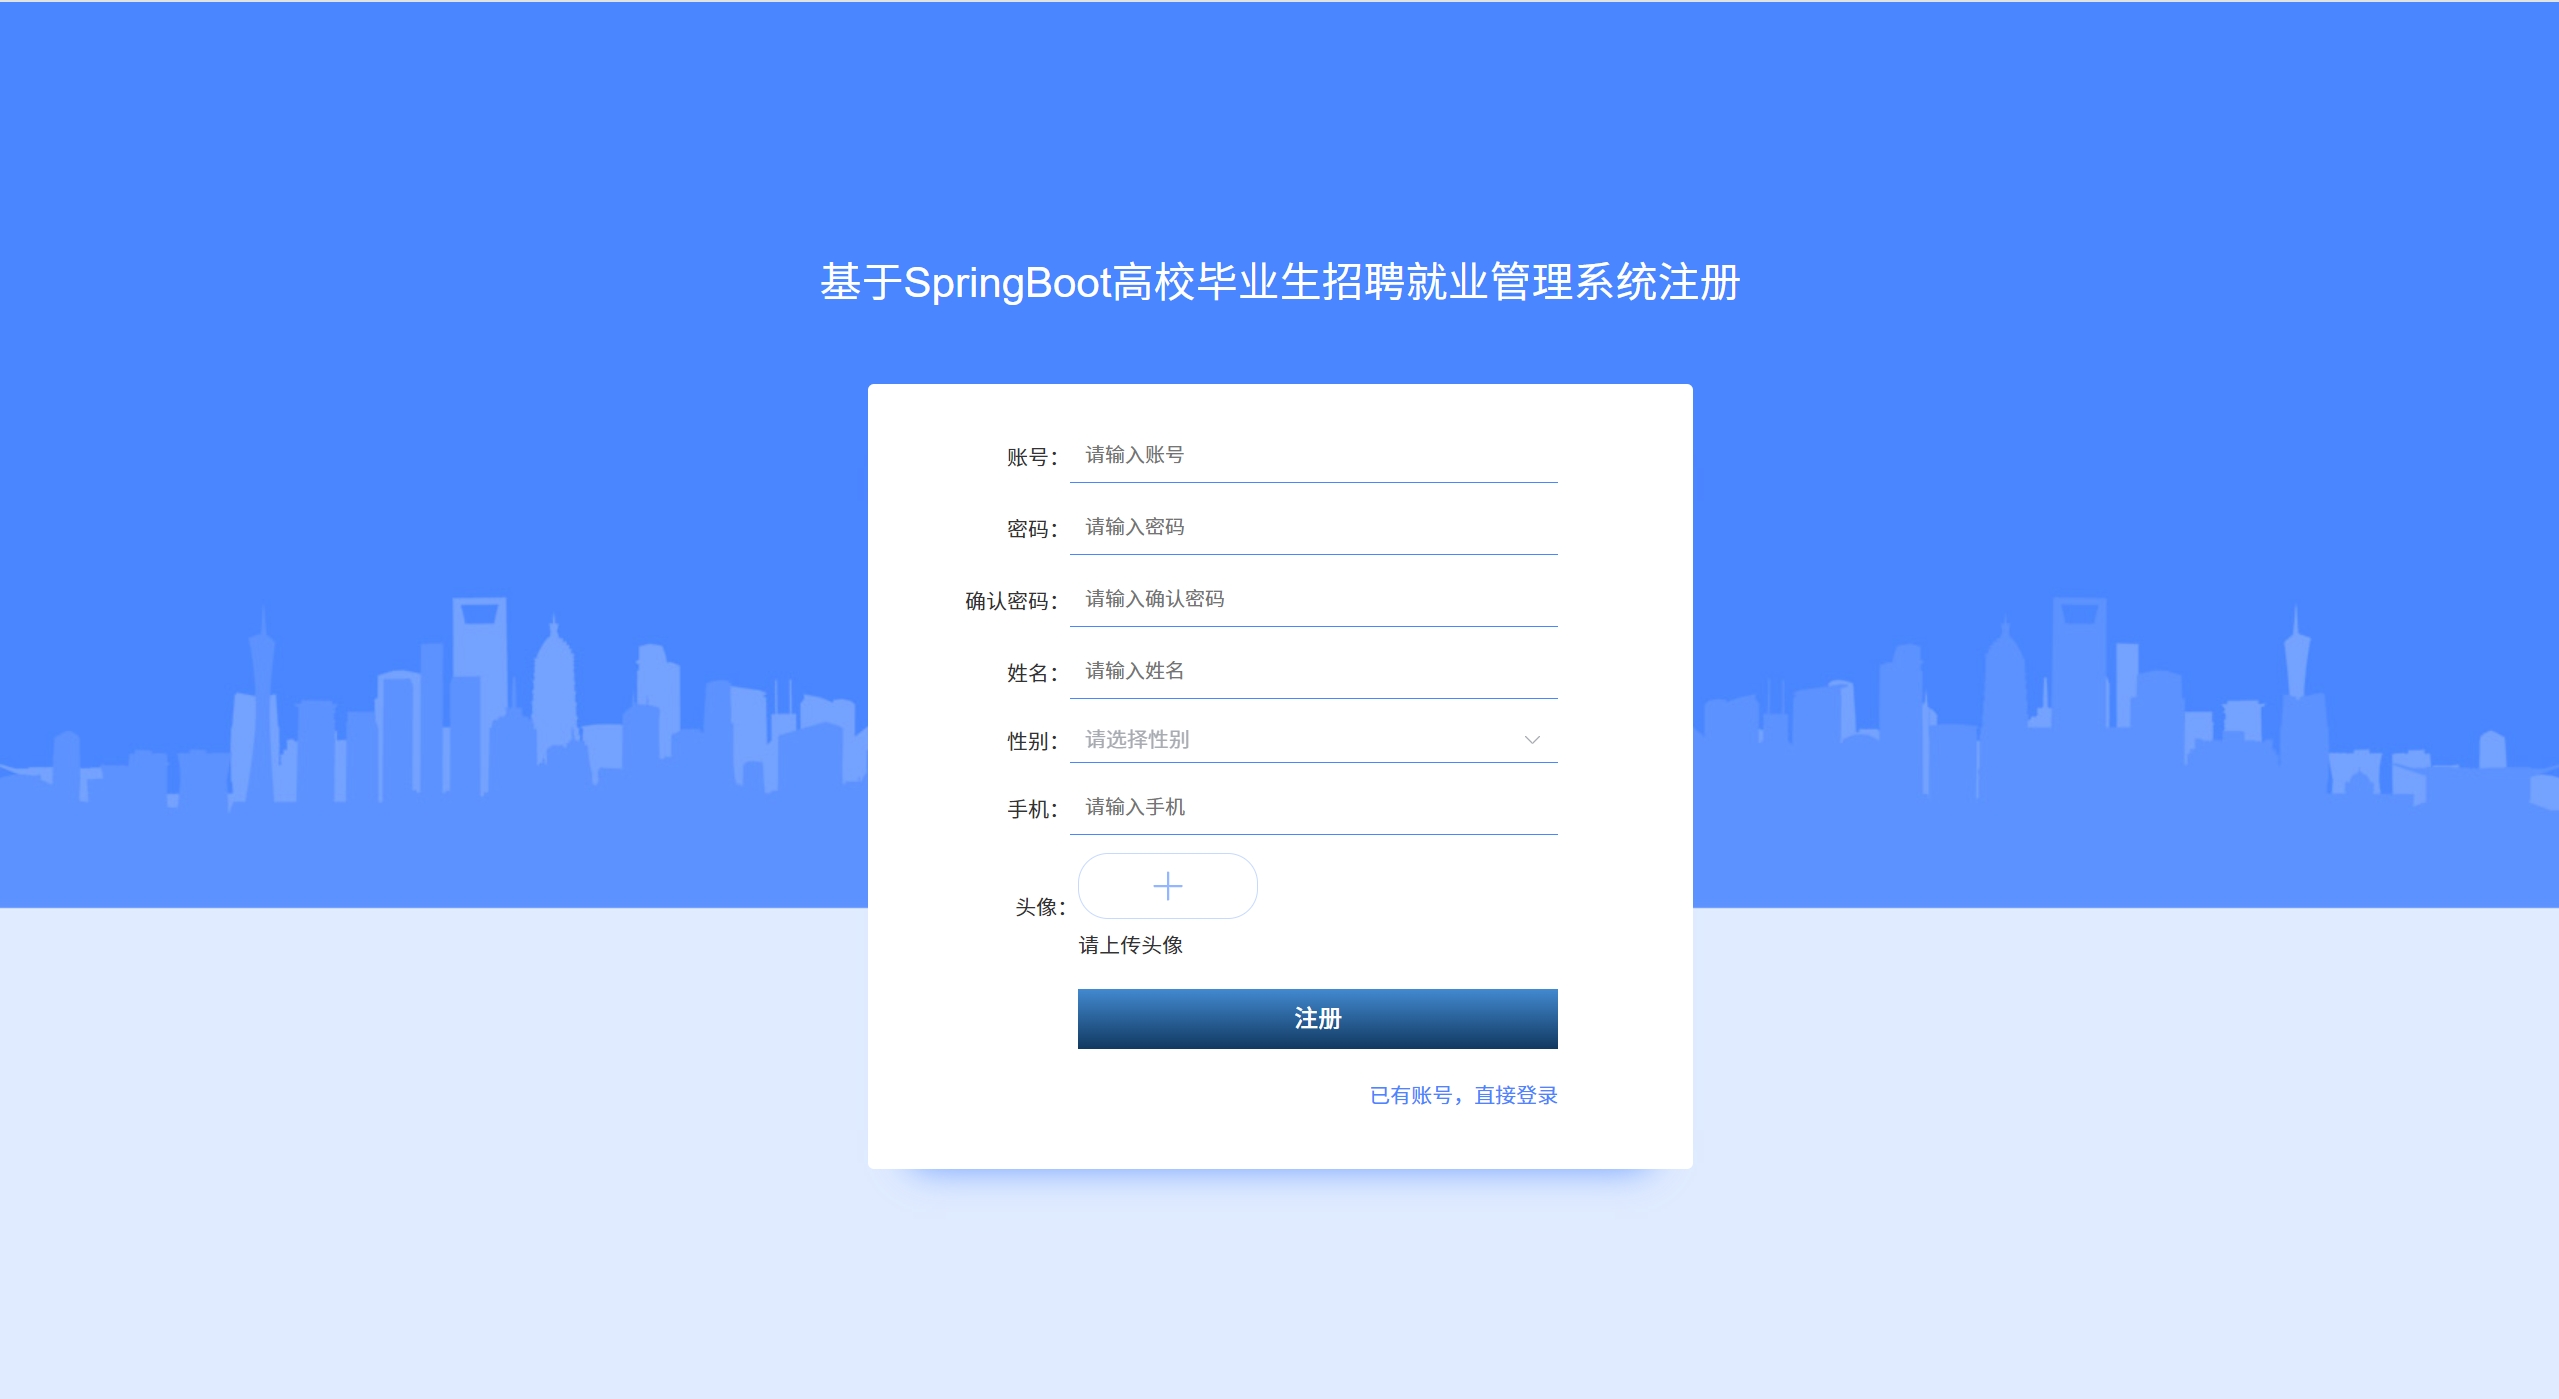 基于SpringBoot高校毕业生招聘就业管理系统注册
账号： 请输入账号
密码： 请输入密码
确认密码： 请输入确认密码
姓名： 请输入姓名
性别： 请选择性别
手机： 请输入手机
头像：
请上传头像
注册
已有账号，直接登录